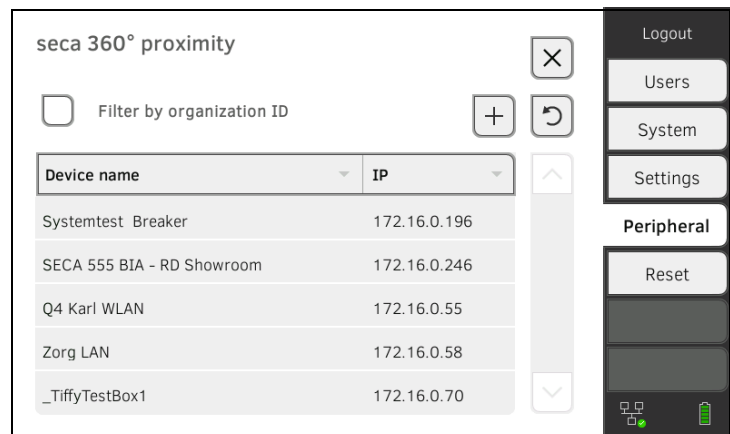 seca 360° proximity
Filter by organization ID
Device name IP
Systemtest Breaker 172.16.0.196
SECA 555 BIA - RD Showroom 172.16.0.246
Q4 Karl WLAN 172.16.0.55
Zorg LAN 172.16.0.58
_TiffyTestBox1 172.16.0.70
Logout
Users
System
Settings
Peripheral
Reset